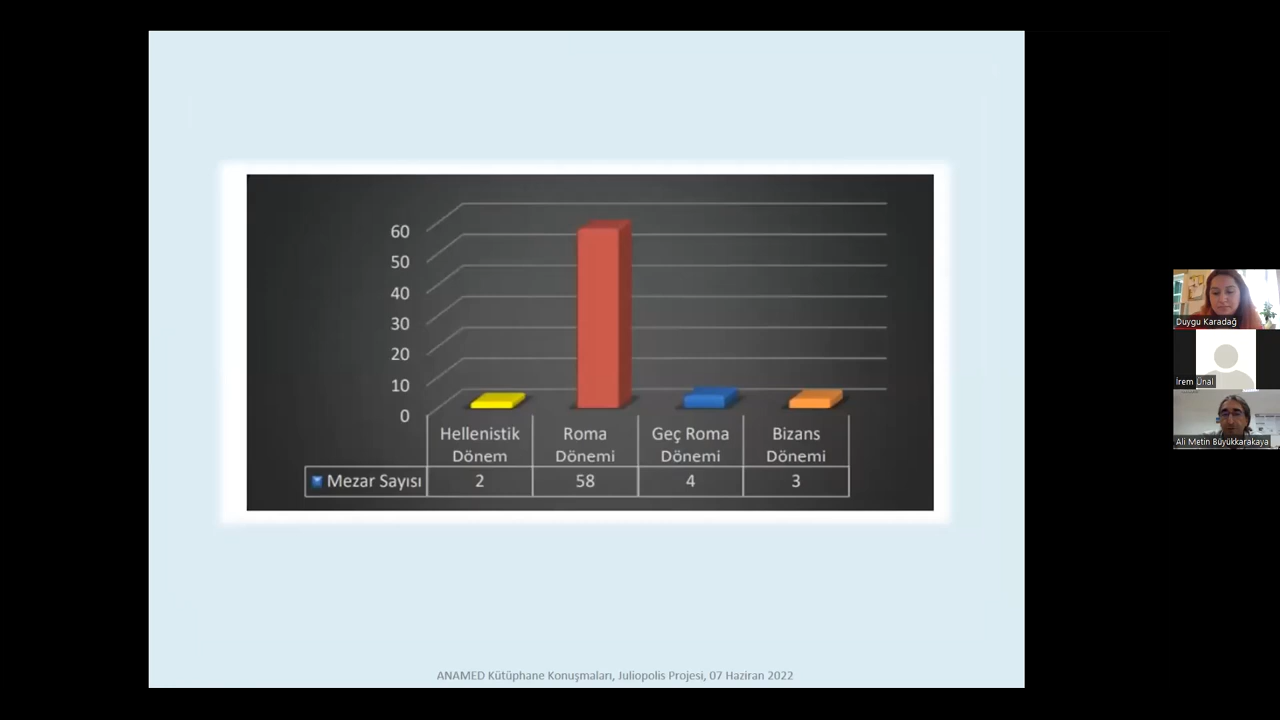 60
50
40
30
20
10
0
Hellenistik Dönem
Roma Dönemi
Geç Roma Dönemi
Bizans Dönemi
Mezar Sayısı 2 58 4 3
ANAMED Kütüphane Konuşmaları, Juliopolis Projesi, 07 Haziran 2022
Duygu Karadağ
İrem Ünal
Ali Metin Büyükkarakaya